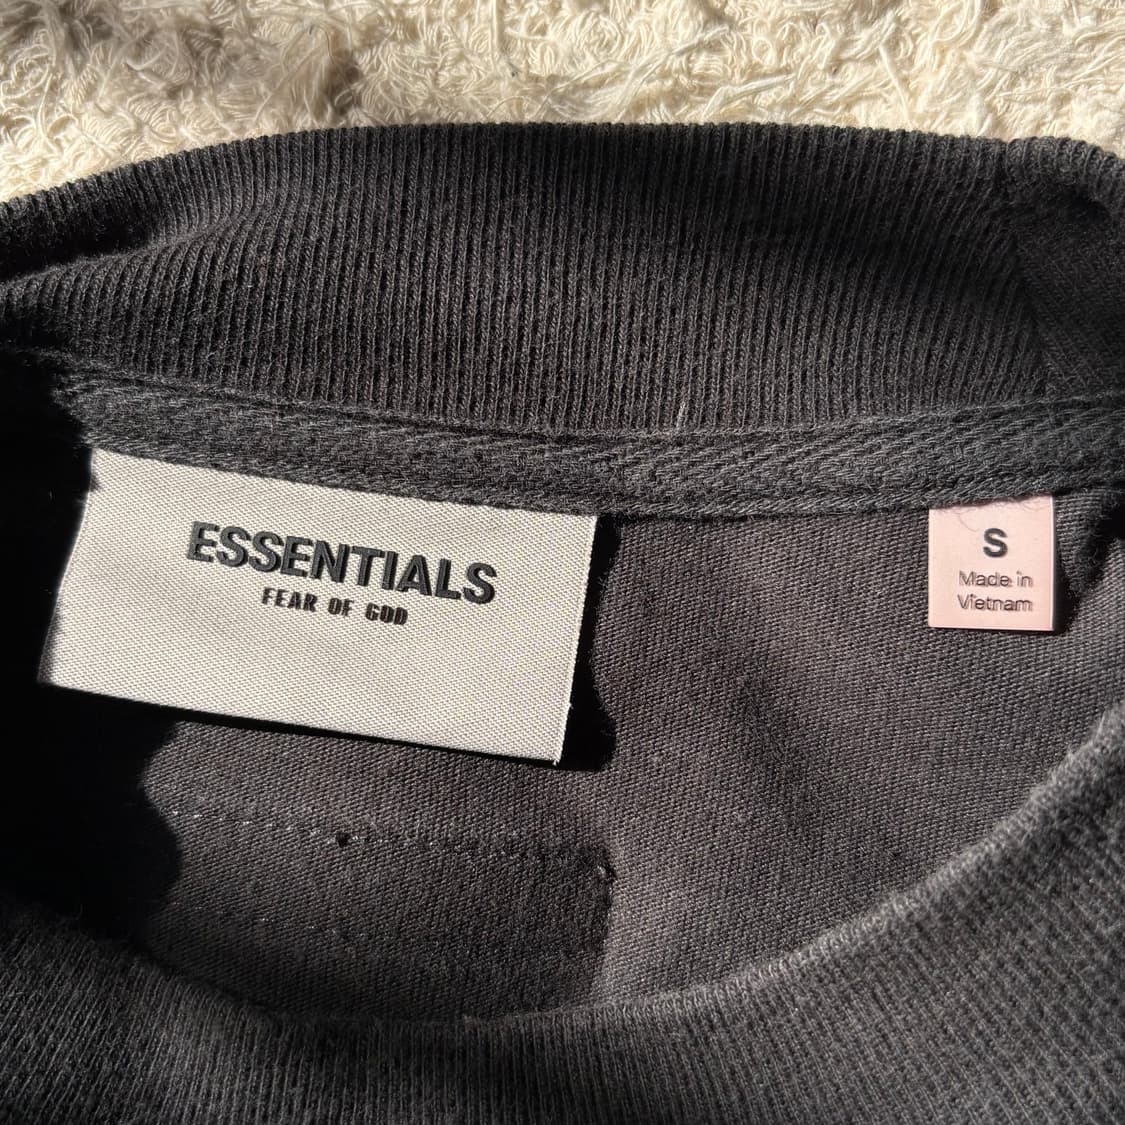 ESSENTIALS
FEAR OF GOD
S
Made in
Vietnam